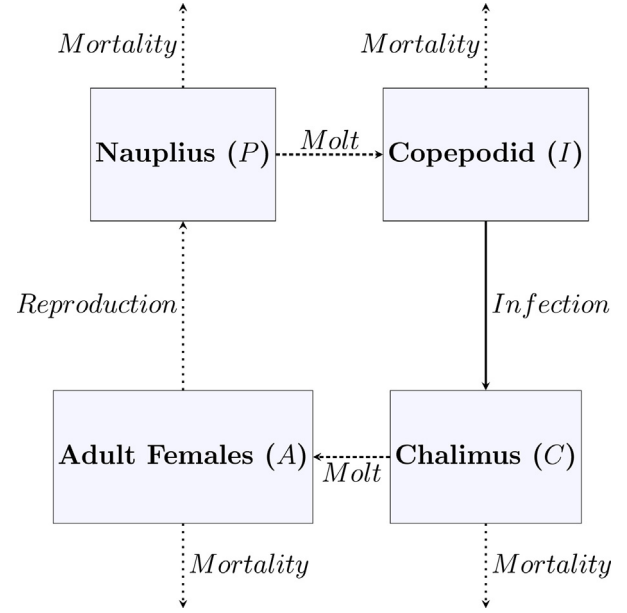 Mortality
Mortality
Nauplius (P)
Molt
Copepodid (I)
Reproduction
Infection
Adult Females (A)
Molt
Chalimus (C)
Mortality
Mortality